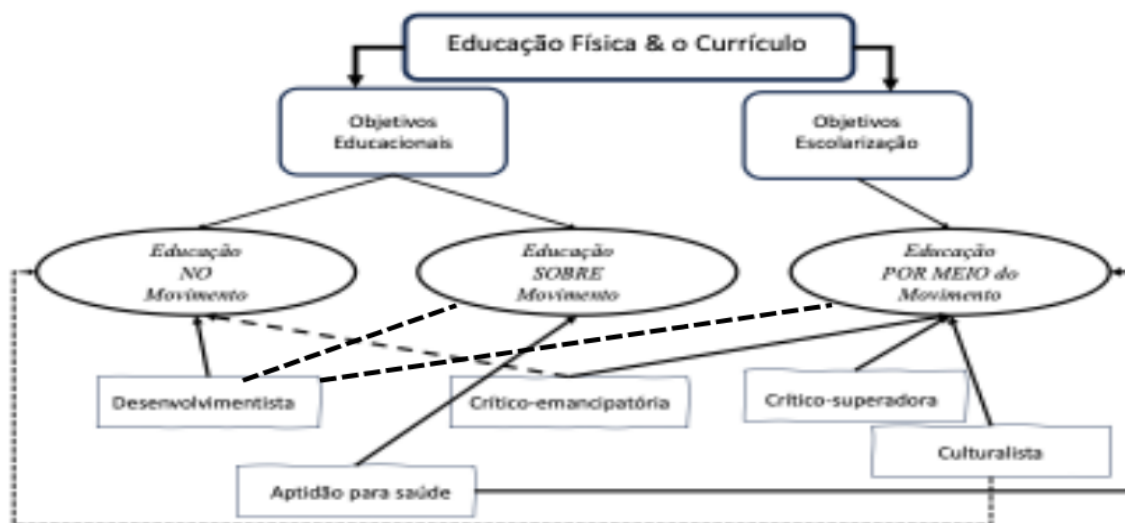 Educação Física & o Currículo
Objetivos
Educacionais
Objetivos
Escolarização
Educação
NO
Movimento
Educação
SOBRE
Movimento
Educação
POR MEIO do
Movimento
Desenvolvimentista
Crítico-emancipatória
Crítico-superadora
Culturalista
Aptidão para saúde